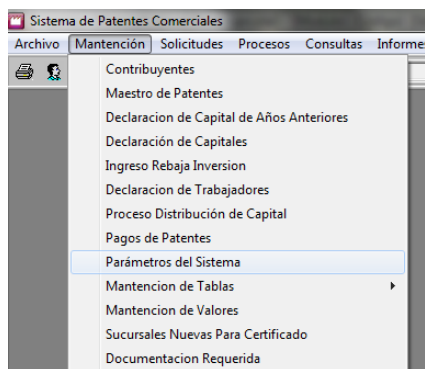 Sistema de Patentes Comerciales
Archivo Mantención Solicitudes Procesos Consultas Informe
Contribuyentes
Maestro de Patentes
Declaracion de Capital de Años Anteriores
Declaración de Capitales
Ingreso Rebaja Inversion
Declaracion de Trabajadores
Proceso Distribución de Capital
Pagos de Patentes
Parámetros del Sistema
Mantencion de Tablas
Mantencion de Valores
Sucursales Nuevas Para Certificado
Documentacion Requerida